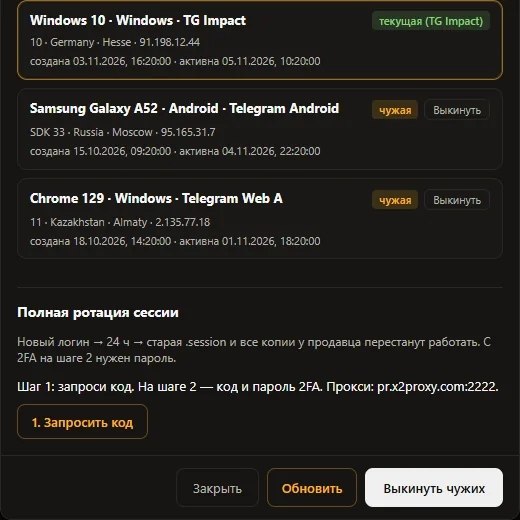 Windows 10 · Windows · TG Impact
текущая (TG Impact)
10 · Germany · Hesse · 91.198.12.44
создана 03.11.2026, 16:20:00 · активна 05.11.2026, 10:20:00
Samsung Galaxy A52 · Android · Telegram Android
чужая
Выкинуть
SDK 33 · Russia · Moscow · 95.165.31.7
создана 15.10.2026, 09:20:00 · активна 04.11.2026, 22:20:00
Chrome 129 · Windows · Telegram Web A
чужая
Выкинуть
11 · Kazakhstan · Almaty · 2.135.77.18
создана 18.10.2026, 14:20:00 · активна 01.11.2026, 18:20:00
Полная ротация сессии
Новый логин → 24 ч → старая .session и все копии у продавца перестанут работать. С
2FA на шаге 2 нужен пароль.
Шаг 1: запроси код. На шаге 2 — код и пароль 2FA. Прокси: pr.x2proxy.com:2222.
1. Запросить код
Закрыть
Обновить
Выкинуть чужих